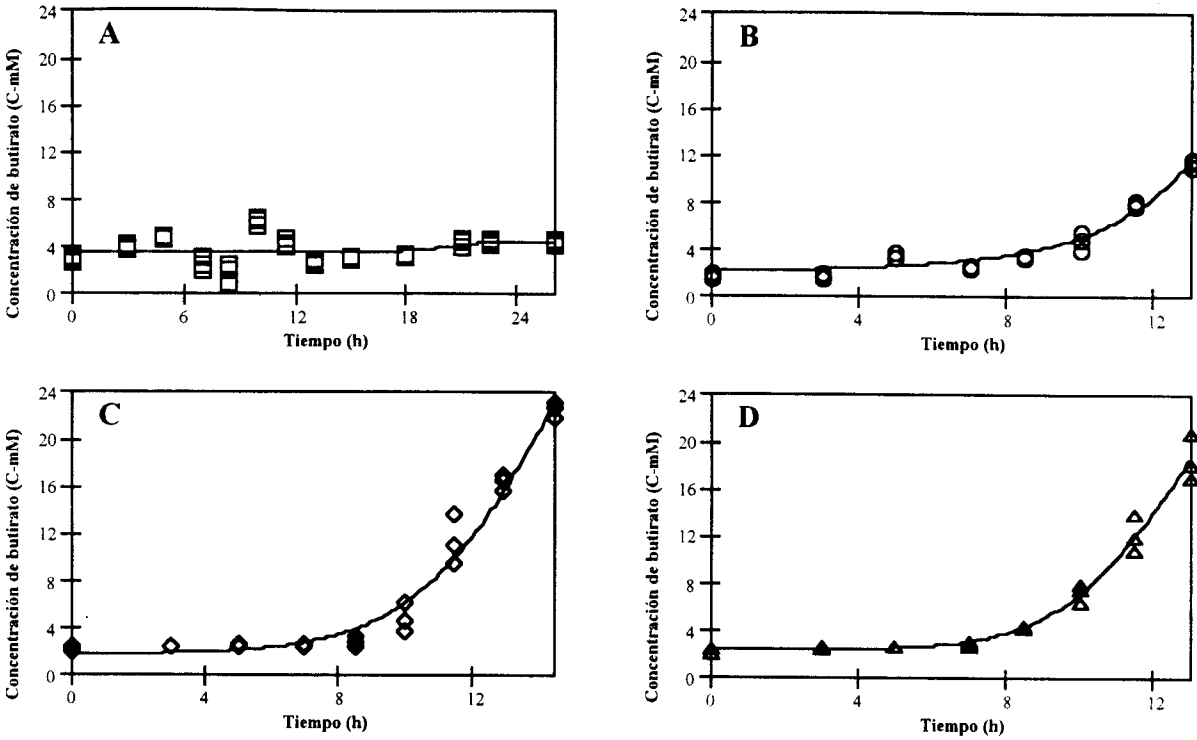 A
Concentración de butirato (C-mM)
24
20
16
12
8
4
0
0 6 12 18 24
Tiempo (h)
B
Concentración de butirato (C-mM)
24
20
16
12
8
4
0
0 4 8 12
Tiempo (h)
C
Concentración de butirato (C-mM)
24
20
16
12
8
4
0
0 4 8 12
Tiempo (h)
D
Concentración de butirato (C-mM)
24
20
16
12
8
4
0
0 4 8 12
Tiempo (h)